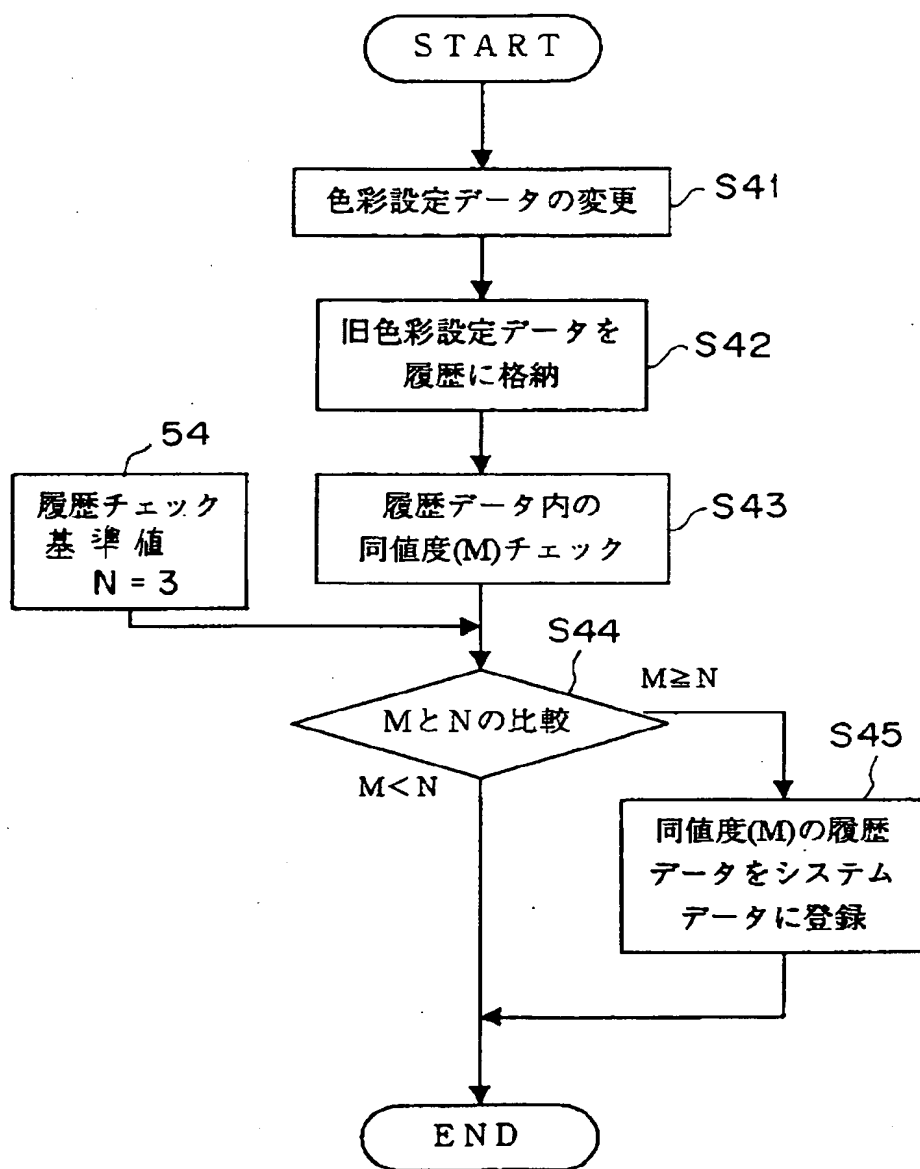 START
色彩設定データの変更
S41
旧色彩設定データを
履歴に格納
S42
54
履歴チェック
基準値
N=3
履歴データ内の
同値度(M)チェック
S43
S44
MとNの比較
M≧N
M<N
S45
同値度(M)の履歴
データをシステム
データに登録
END